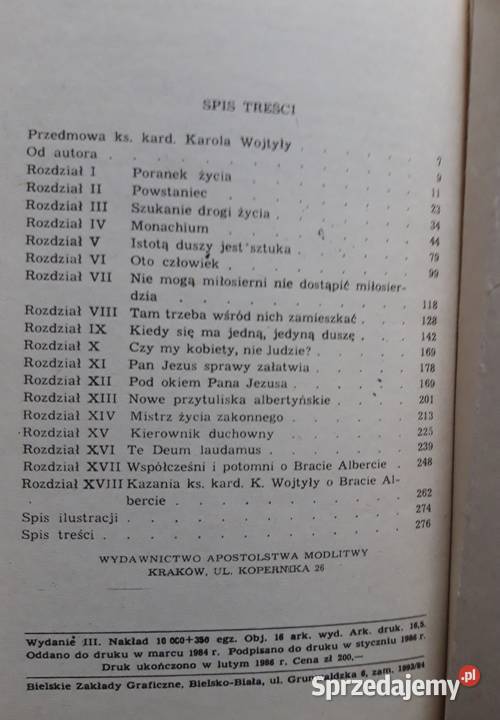 SPIS TREŚCI
Przedmowa ks. kard. Karola Wojtyły . . . . . 7
Od autora . . . . . . . . . 9
Rozdział I Poranek życia . . . . . . 11
Rozdział II Powstaniec . . . . . . 23
Rozdział III Szukanie drogi życia . . . . . 34
Rozdział IV Monachium . . . . . . 44
Rozdział V Istotą duszy jest sztuka . . . . 79
Rozdział VI Oto człowiek . . . . . . 99
Rozdział VII Nie mogą miłosierni nie dostąpić miłosier-
dzia . . . . . . . 118
Rozdział VIII Tam trzeba wśród nich zamieszkać . . . 128
Rozdział IX Kiedy się ma jedną, jedyną duszę . . . 142
Rozdział X Czy my kobiety, nie ludzie? . . . . 169
Rozdział XI Pan Jezus sprawy załatwia . . . . 178
Rozdział XII Pod okiem Pana Jezusa . . . . 169
Rozdział XIII Nowe przytuliska albertyńskie . . . . 201
Rozdział XIV Mistrz życia zakonnego . . . . 213
Rozdział XV Kierownik duchowny . . . . . 225
Rozdział XVI Te Deum laudamus . . . . . 239
Rozdział XVII Współcześni i potomni o Bracie Albercie . 248
Rozdział XVIII Kazania ks. kard. K. Wojtyły o Bracie Al-
bercie . . . . . . . 262
Spis ilustracji . . . . . . . . . 274
Spis treści . . . . . . . . . 276
WYDAWNICTWO APOSTOLSTWA MODLITWY
KRAKÓW, UL. KOPERNIKA 26
Wydanie III. Nakład 10 000+350 egz. Obj. 16 ark. wyd. Ark. druk. 16,5.
Oddano do druku w marcu 1984 r. Podpisano do druku w styczniu 1986 r.
Druk ukończono w lutym 1986 r. Cena zł 200,—
Bielskie Zakłady Graficzne, Bielsko-Biała, ul. Grunwaldzka 6, zam. 1993/84
Sprzedajemy.pl